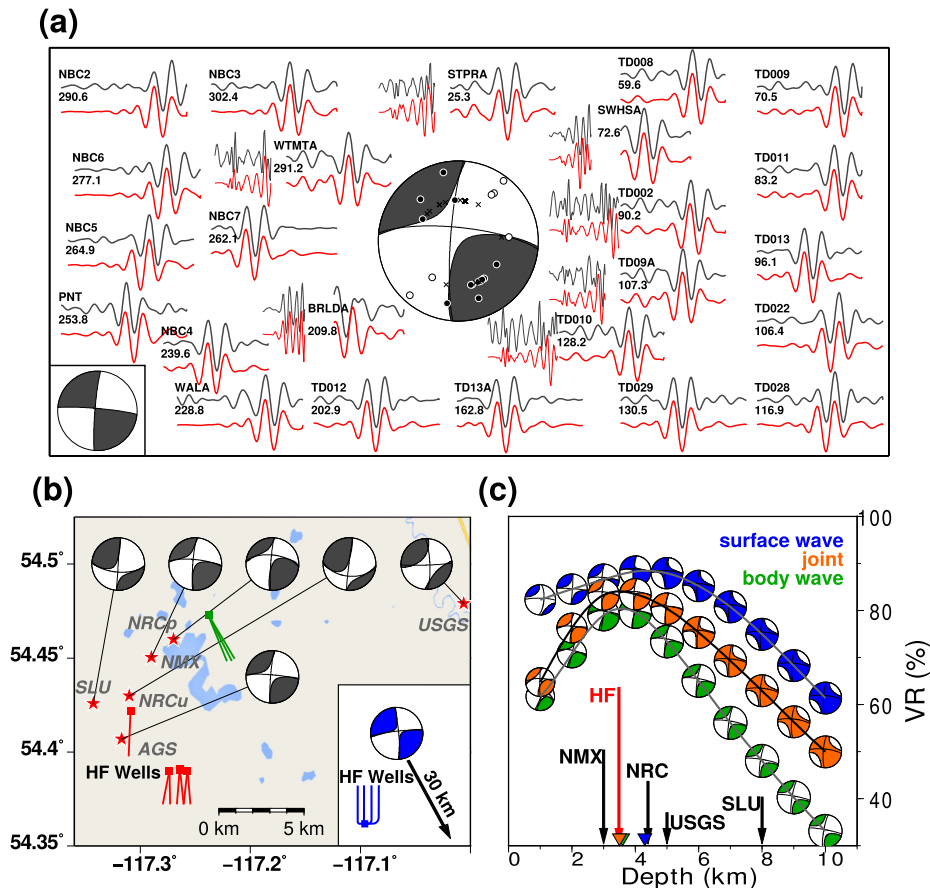 (a)
NBC2
290.6
NBC3
302.4
STPRA
25.3
TD008
59.6
TD009
70.5
SWHSA
72.6
WTMTA
291.2
NBC6
277.1
TD011
83.2
TD002
90.2
NBC5
264.9
NBC7
262.1
TD013
96.1
TD09A
107.3
PNT
253.8
BRLDA
209.8
TD022
106.4
NBC4
239.6
TD010
128.2
WALA
228.8
TD012
202.9
TD13A
162.8
TD029
130.5
TD028
116.9
(b)
54.5°
54.45°
54.4°
54.35°
−117.3
−117.2
−117.1
NRCp
USGS
NMX
SLU
NRCu
AGS
HF Wells
0 km
5 km
HF Wells
30 km
(c)
surface wave
joint
body wave
HF
NMX
NRC
USGS
SLU
100
80
60
40
VR (%)
0
2
4
6
8
10
Depth (km)